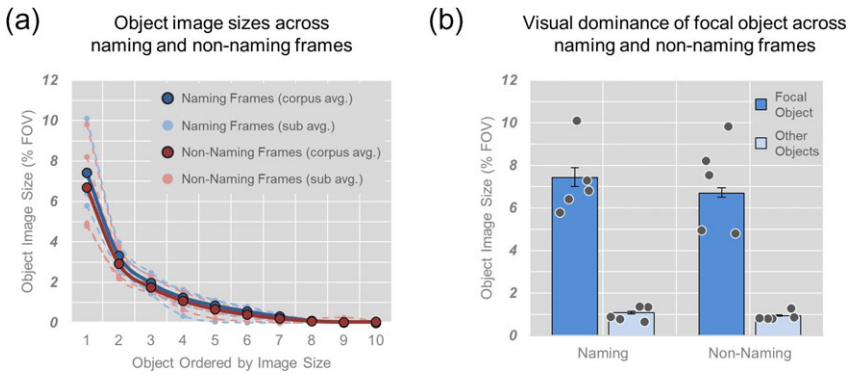 (a)
Object image sizes across
naming and non-naming frames
Object Image Size (% FOV)
12
10
8
6
4
2
0
Naming Frames (corpus avg.)
Naming Frames (sub avg.)
Non-Naming Frames (corpus avg.)
Non-Naming Frames (sub avg.)
1 2 3 4 5 6 7 8 9 10
Object Ordered by Image Size
(b)
Visual dominance of focal object across
naming and non-naming frames
Object Image Size (% FOV)
12
10
8
6
4
2
0
Focal
Object
Other
Objects
Naming Non-Naming